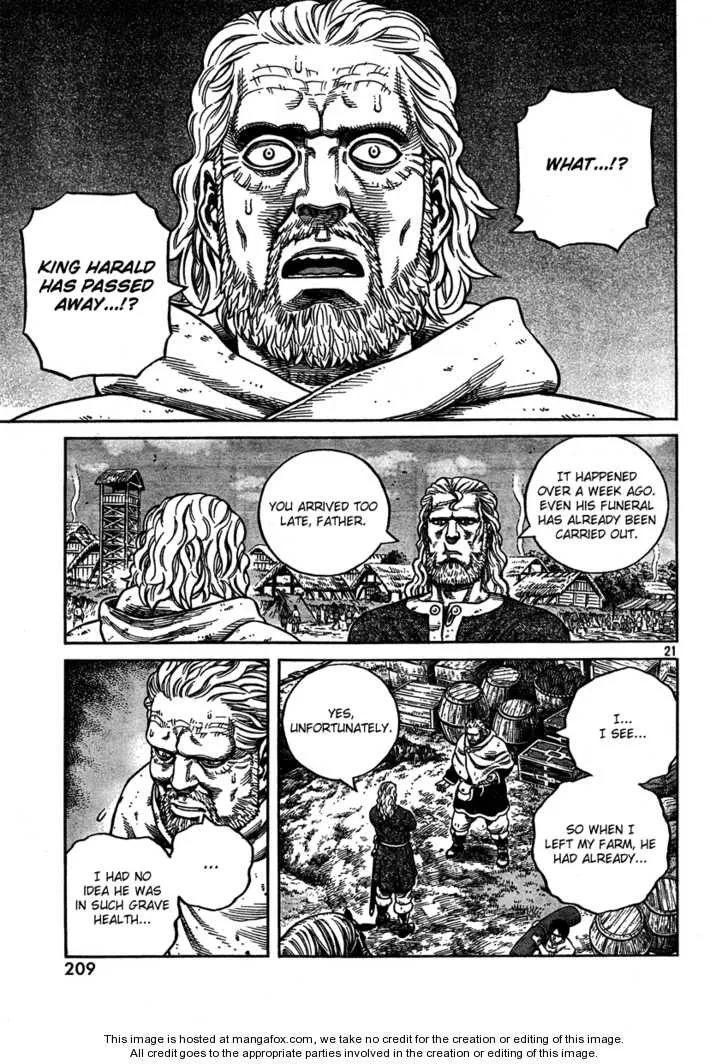 WHAT...!?
KING HARALD
HAS PASSED
AWAY...!?
IT HAPPENED
OVER A WEEK AGO.
EVEN HIS FUNERAL
HAS ALREADY BEEN
CARRIED OUT.
YOU ARRIVED TOO
LATE, FATHER.
21
I...
I SEE...
SO WHEN I
LEFT MY FARM, HE
HAD ALREADY...
YES,
UNFORTUNATELY.
...
I HAD NO
IDEA HE WAS
IN SUCH GRAVE
HEALTH...
209
This image is hosted at mangafox.com, we take no credit for the creation or editing of this image.
All credit goes to the appropriate parties involved in the creation or editing of this image.